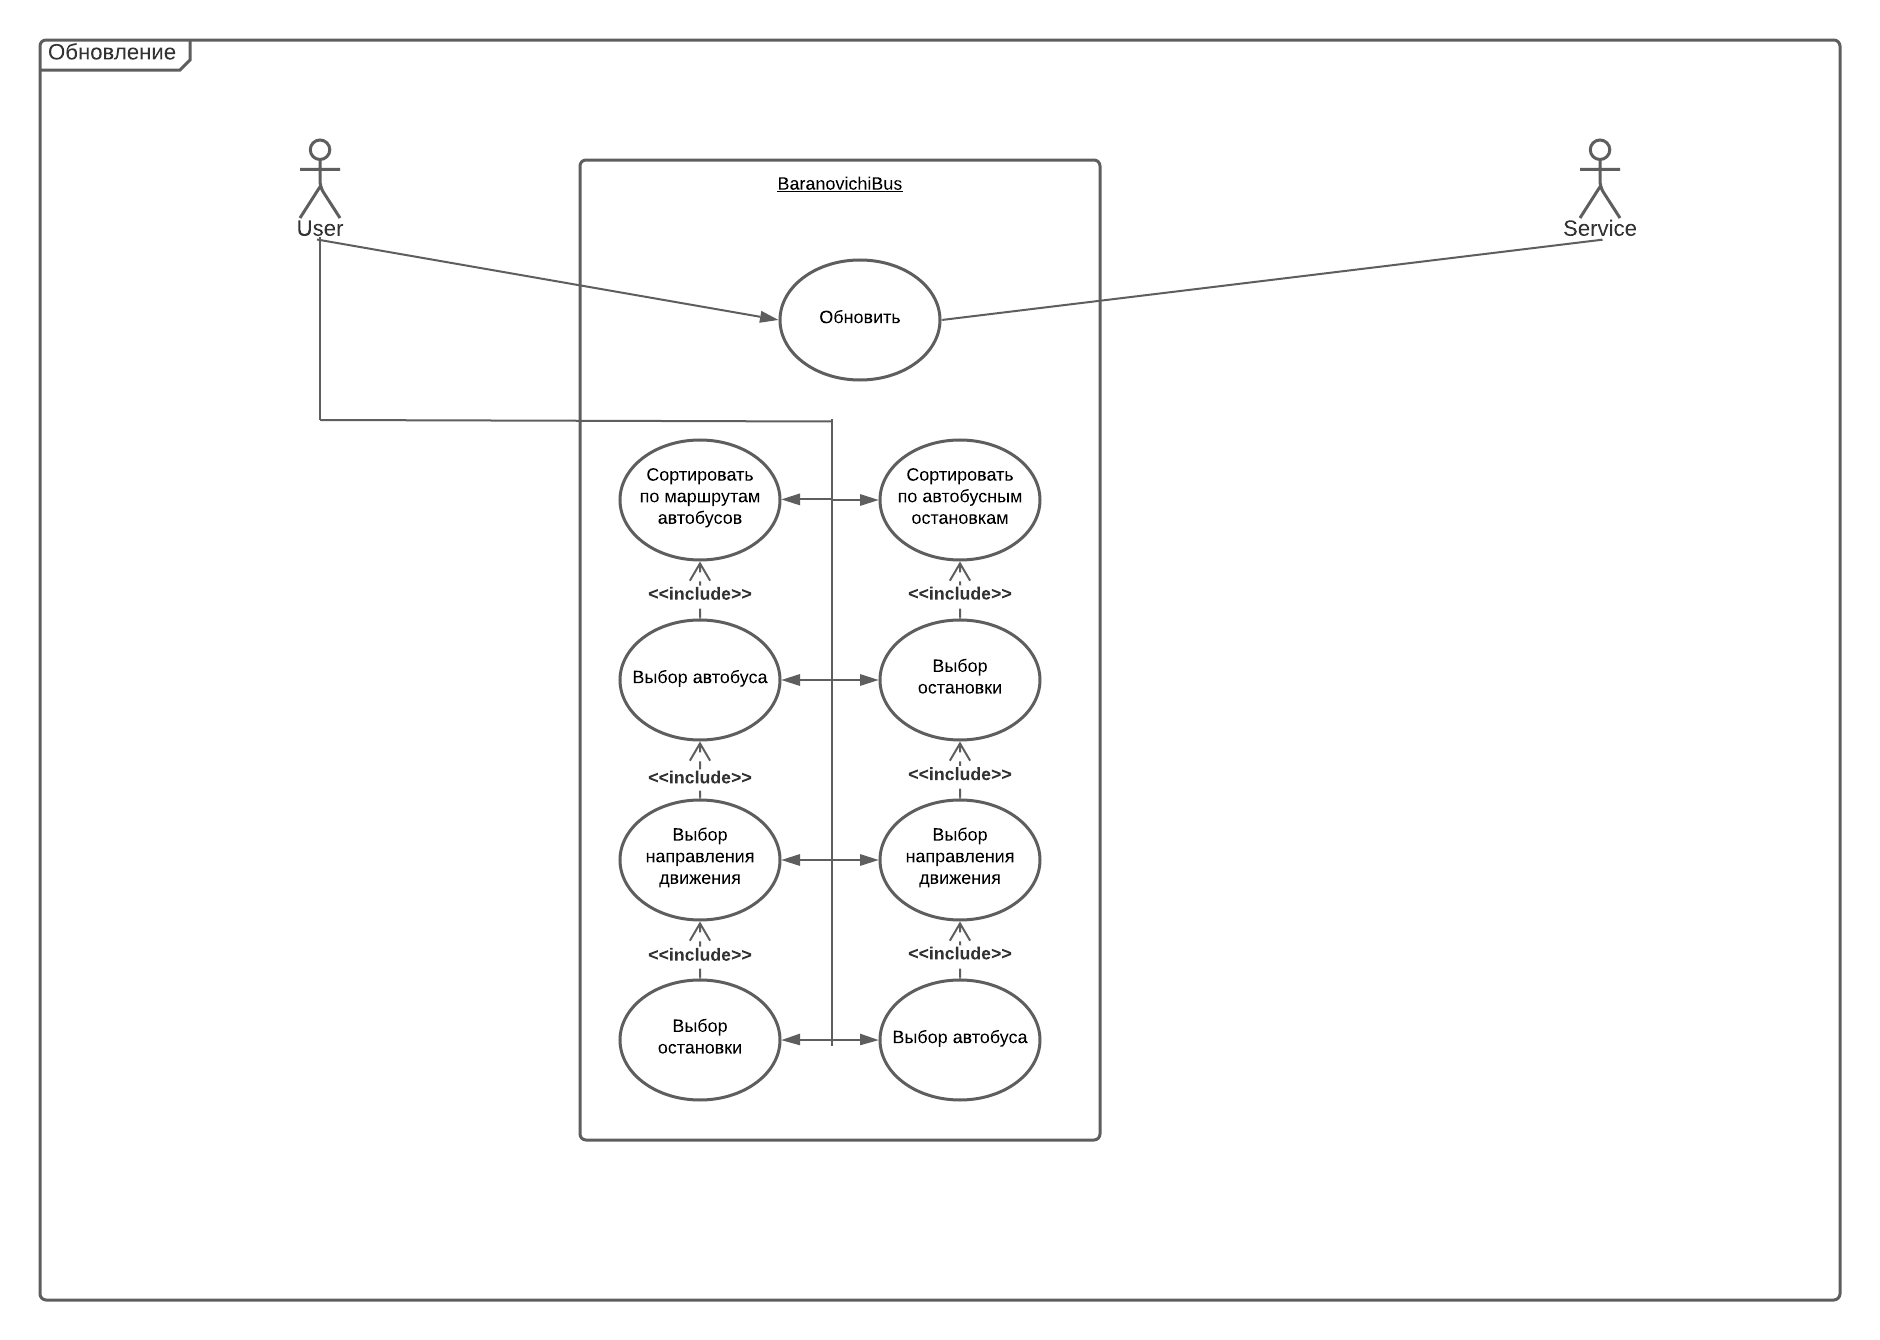 Обновление
User
Service
BaranovichiBus
Обновить
Сортировать
по маршрутам
автобусов
Сортировать
по автобусным
остановкам
<<include>>
<<include>>
Выбор автобуса
Выбор
остановки
<<include>>
<<include>>
Выбор
направления
движения
Выбор
направления
движения
<<include>>
<<include>>
Выбор
остановки
Выбор автобуса